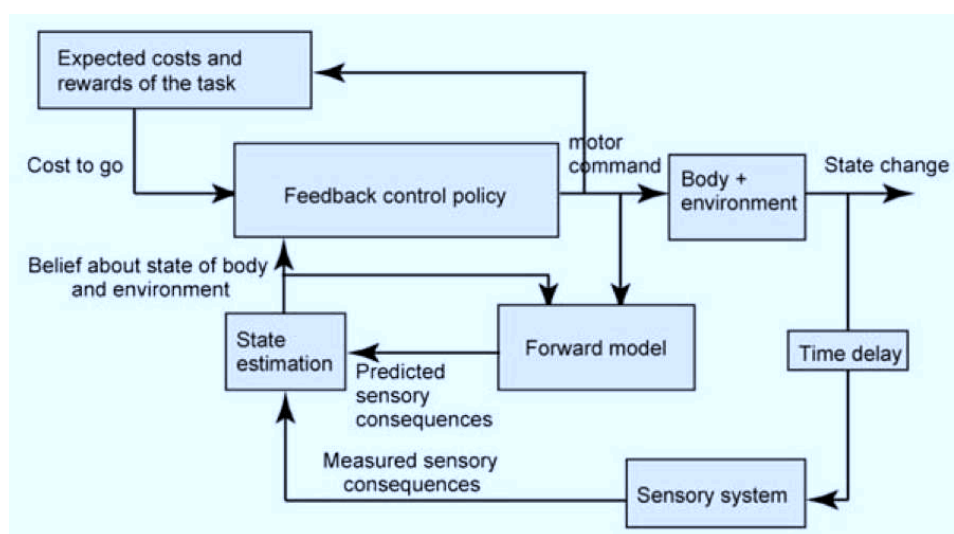 Expected costs and
rewards of the task
Cost to go
Feedback control policy
motor
command
Body +
environment
State change
Belief about state of body
and environment
State
estimation
Predicted
sensory
consequences
Forward model
Time delay
Measured sensory
consequences
Sensory system